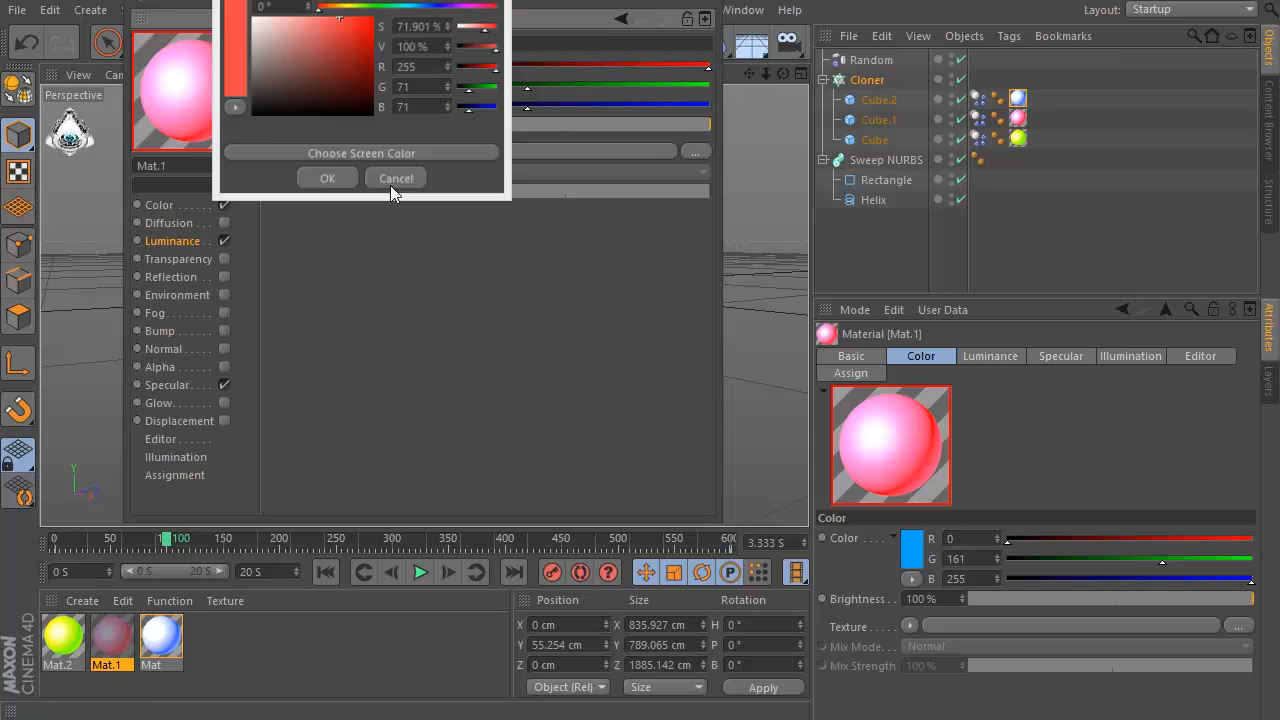 File Edit Create Window Help Layout: Startup
0°
S 71.901 %
V 100 %
R 255
G 71
B 71
Choose Screen Color
OK Cancel
View Cam
Perspective
Mat.1
Color
Diffusion
Luminance
Transparency
Reflection
Environment
Fog
Bump
Normal
Alpha
Specular
Glow
Displacement
Editor
Illumination
Assignment
...
Y
X
Z
File Edit View Objects Tags Bookmarks
Random
Cloner
Cube.2
Cube.1
Cube
Sweep NURBS
Rectangle
Helix
Objects
Content Browser
Structure
Attributes
Layers
Mode Edit User Data
Material [Mat.1]
Basic Color Luminance Specular Illumination Editor
Assign
Color
Color R 0
G 161
B 255
Brightness 100 %
Texture ...
Mix Mode Normal
Mix Strength 100 %
0 50 100 150 200 250 300 350 400 450 500 550 600 3.333 S
0 S 0 S 20 S 20 S
Create Edit Function Texture
Mat.2 Mat.1 Mat
Position Size Rotation
X 0 cm X 835.927 cm H 0 °
Y 55.254 cm Y 789.065 cm P 0 °
Z 0 cm Z 1885.142 cm B 0 °
Object (Rel) Size Apply
MAXON
CINEMA 4D